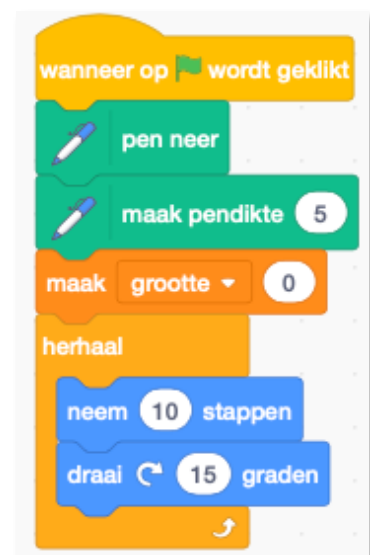 wanneer op wordt geklikt
pen neer
maak pendikte 5
maak grootte 0
herhaal
neem 10 stappen
draai 15 graden